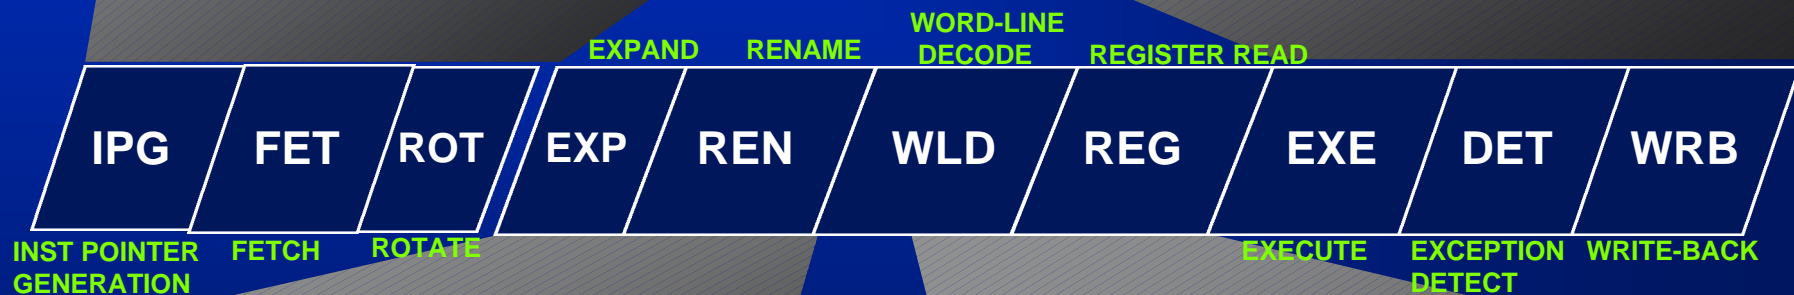 WORD-LINE
EXPAND RENAME DECODE REGISTER READ
IPG FET ROT EXP REN WLD REG EXE DET WRB
INST POINTER FETCH ROTATE EXECUTE EXCEPTION WRITE-BACK
GENERATION DETECT